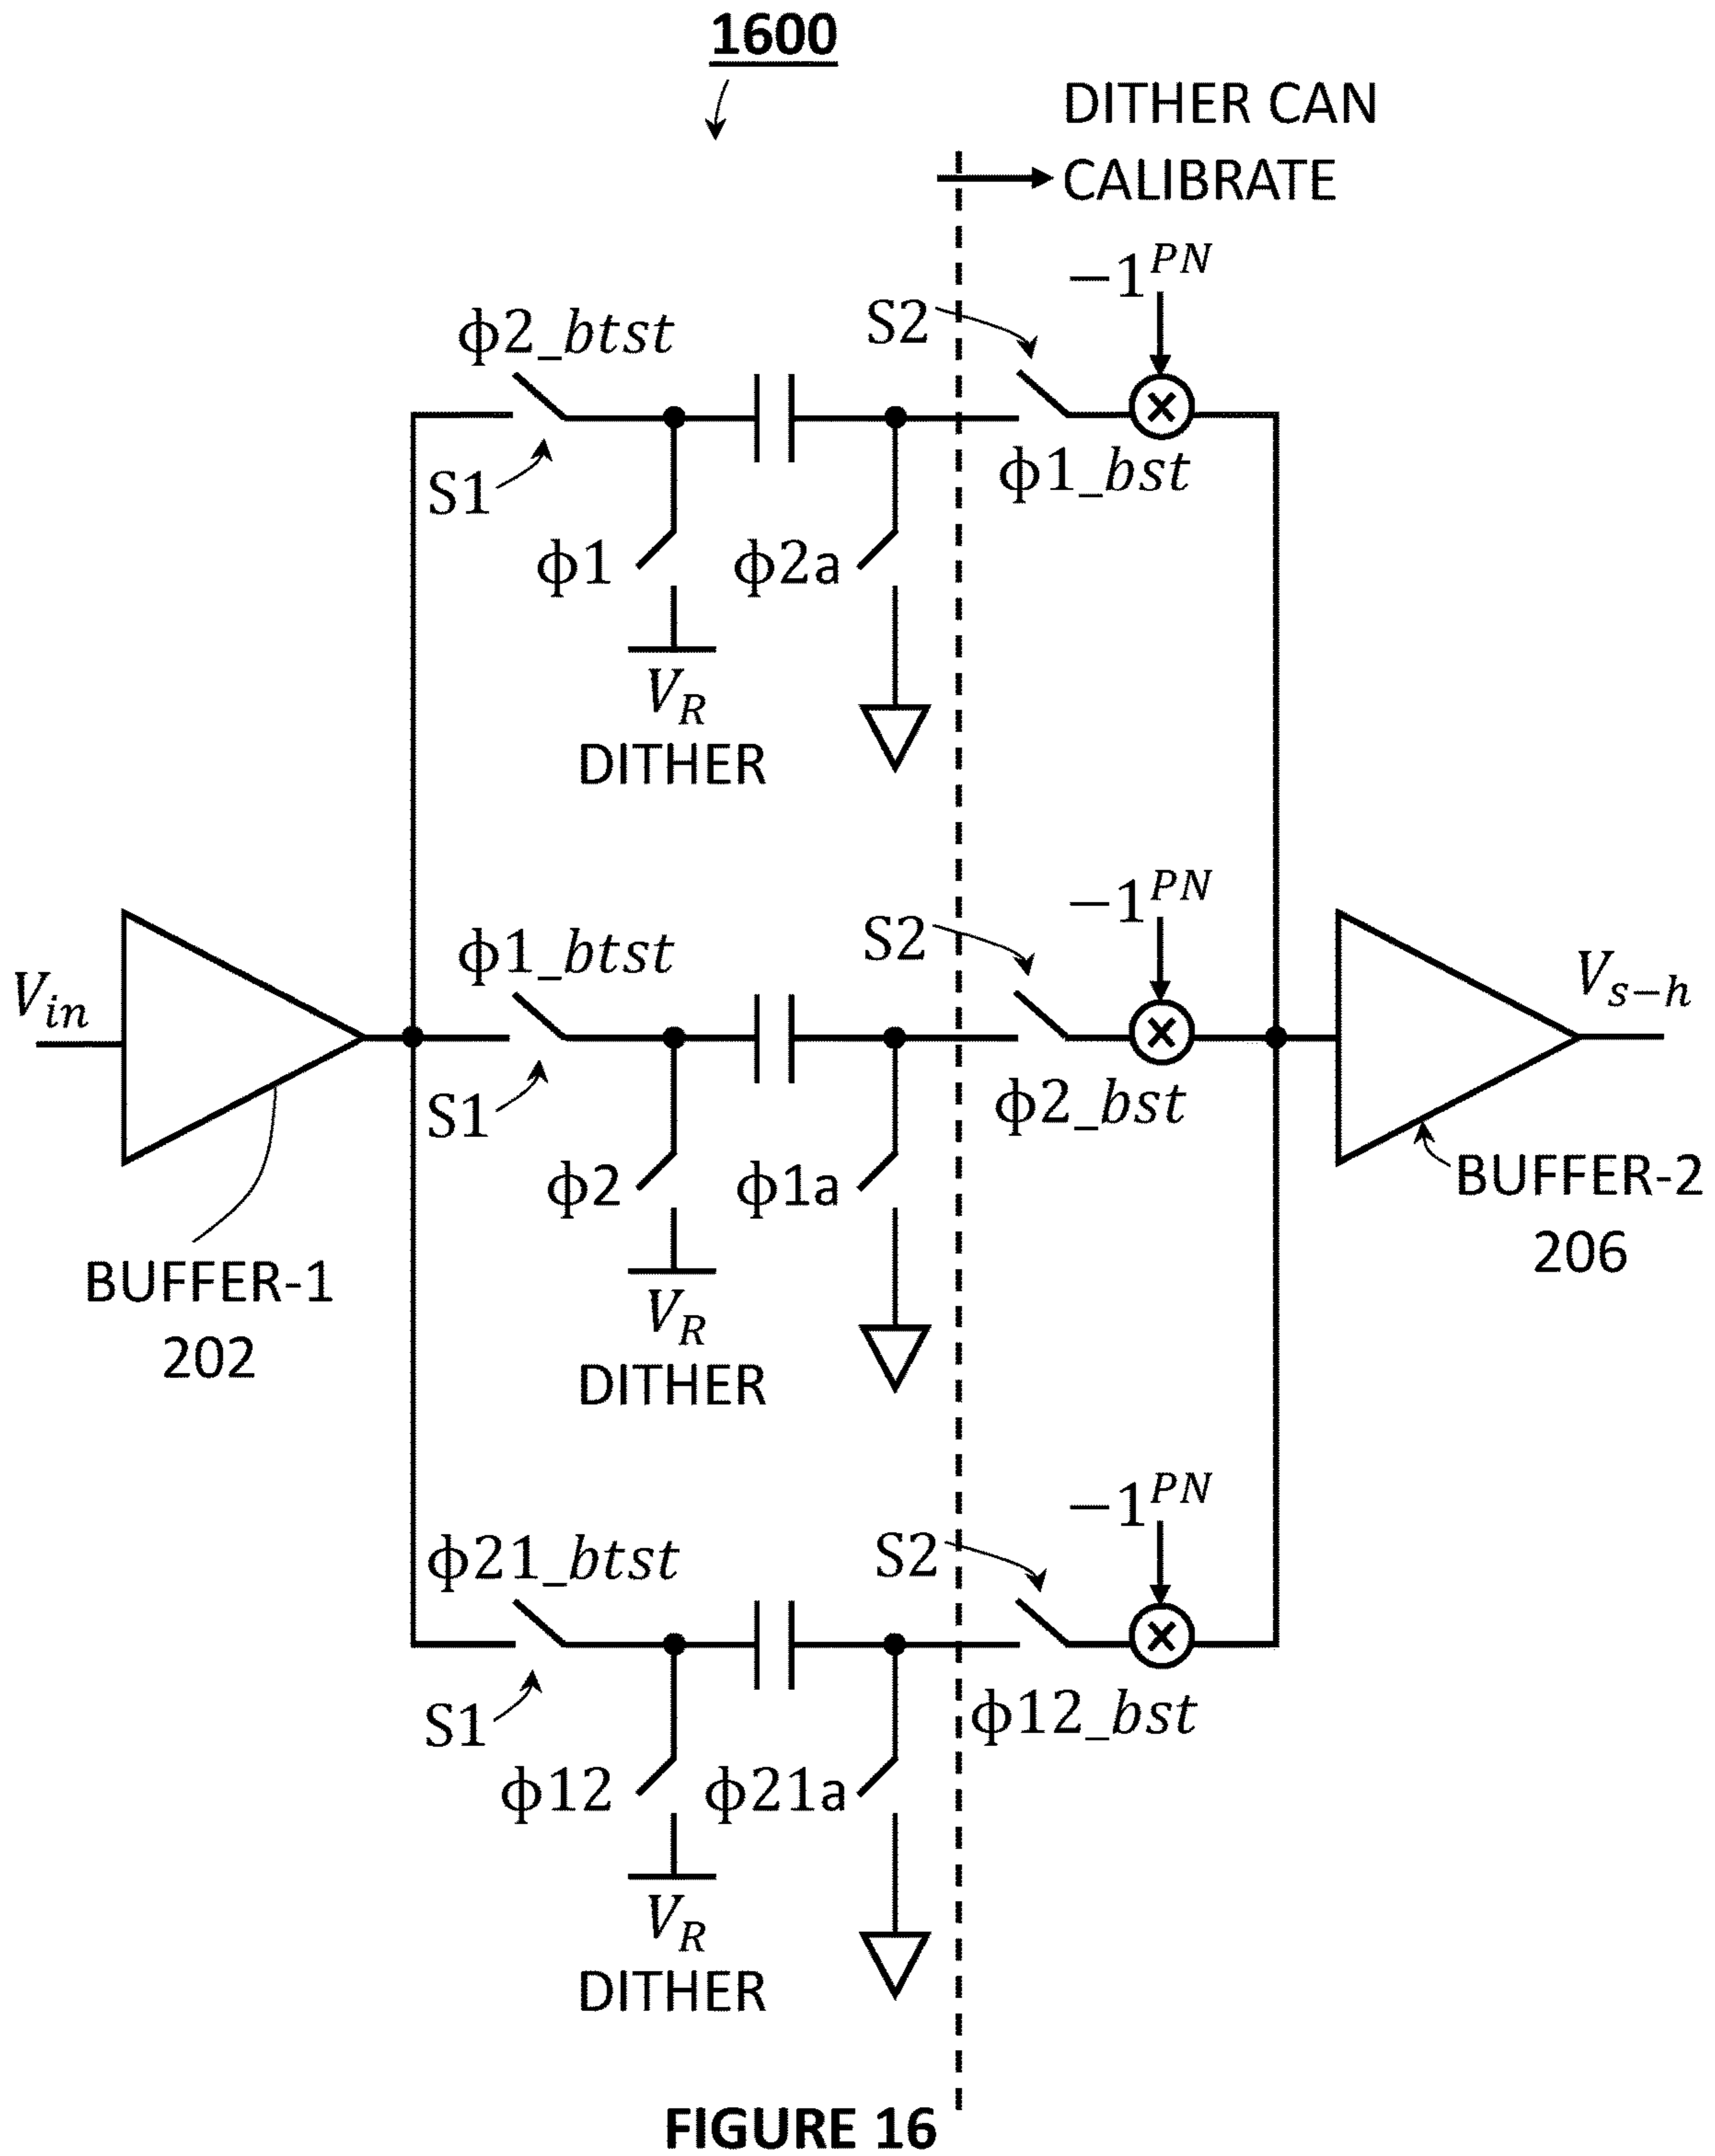 1600
DITHER CAN
CALIBRATE
−1^PN
S2
ϕ2_btst
S1
ϕ1_bst
ϕ1
ϕ2a
V_R
DITHER
−1^PN
S2
ϕ1_btst
V_in
V_s−h
S1
ϕ2_bst
ϕ2
ϕ1a
BUFFER-2
206
BUFFER-1
202
V_R
DITHER
−1^PN
S2
ϕ21_btst
S1
ϕ12_bst
ϕ12
ϕ21a
V_R
DITHER
FIGURE 16